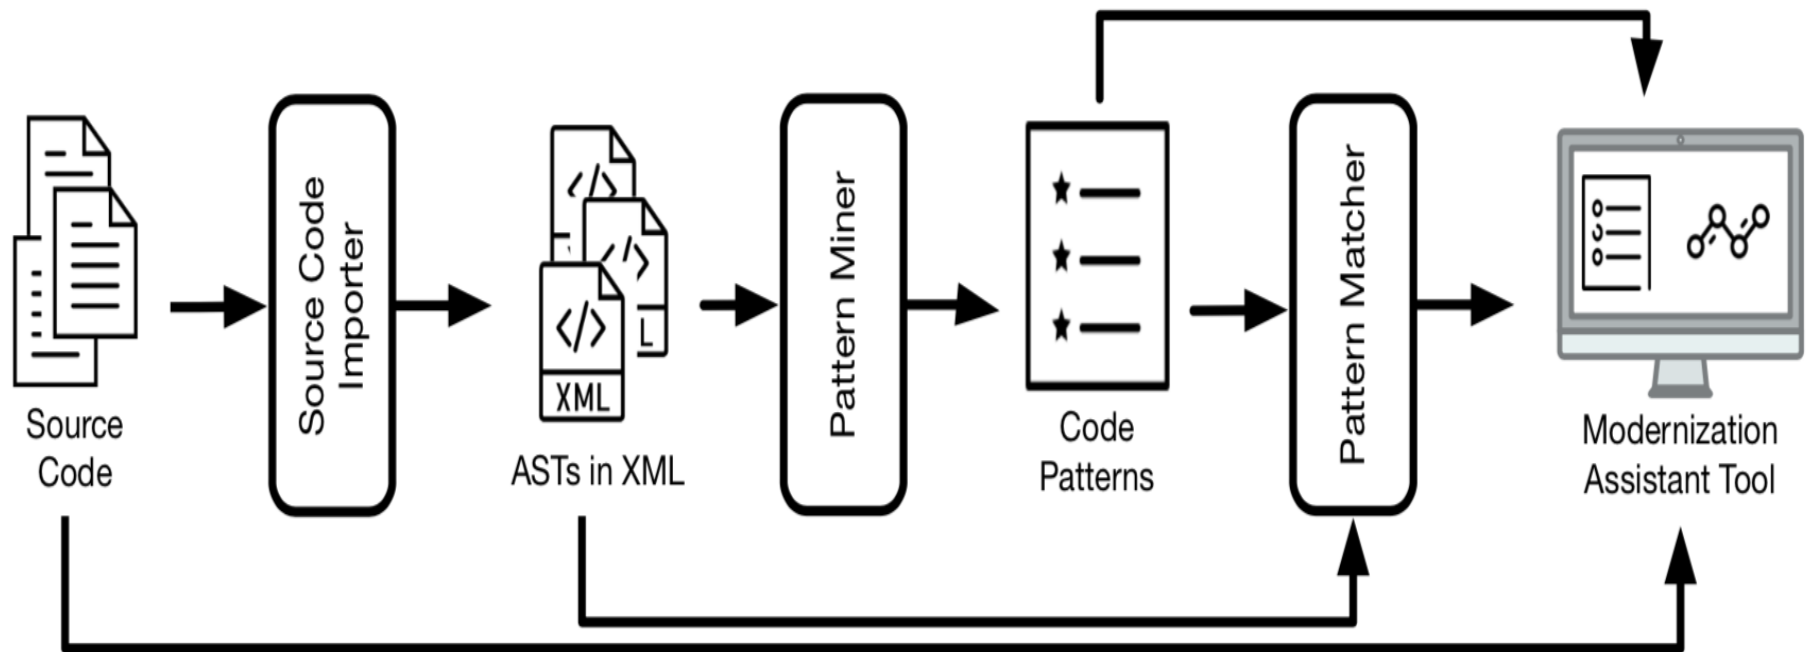 Source
Code
Source Code
Importer
</>
</>
</>
XML
ASTs in XML
Pattern Miner
Code
Patterns
Pattern Matcher
Modernization
Assistant Tool